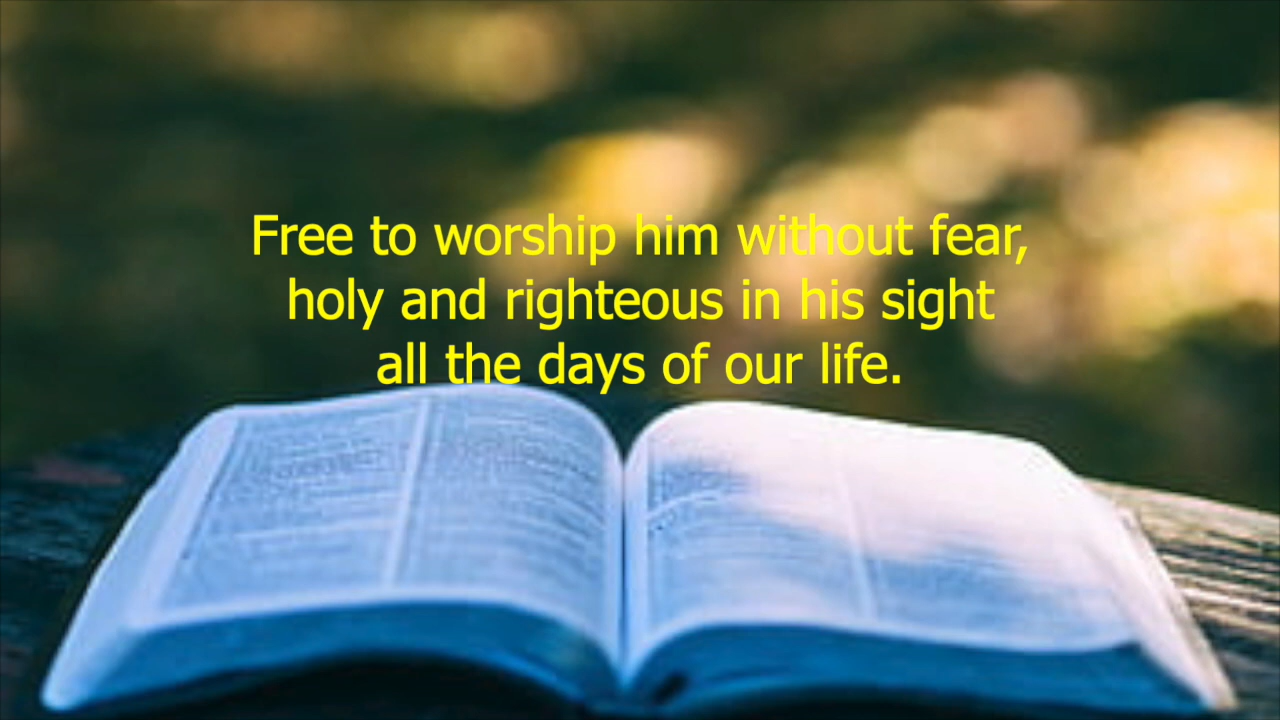 Free to worship him without fear,
holy and righteous in his sight
all the days of our life.